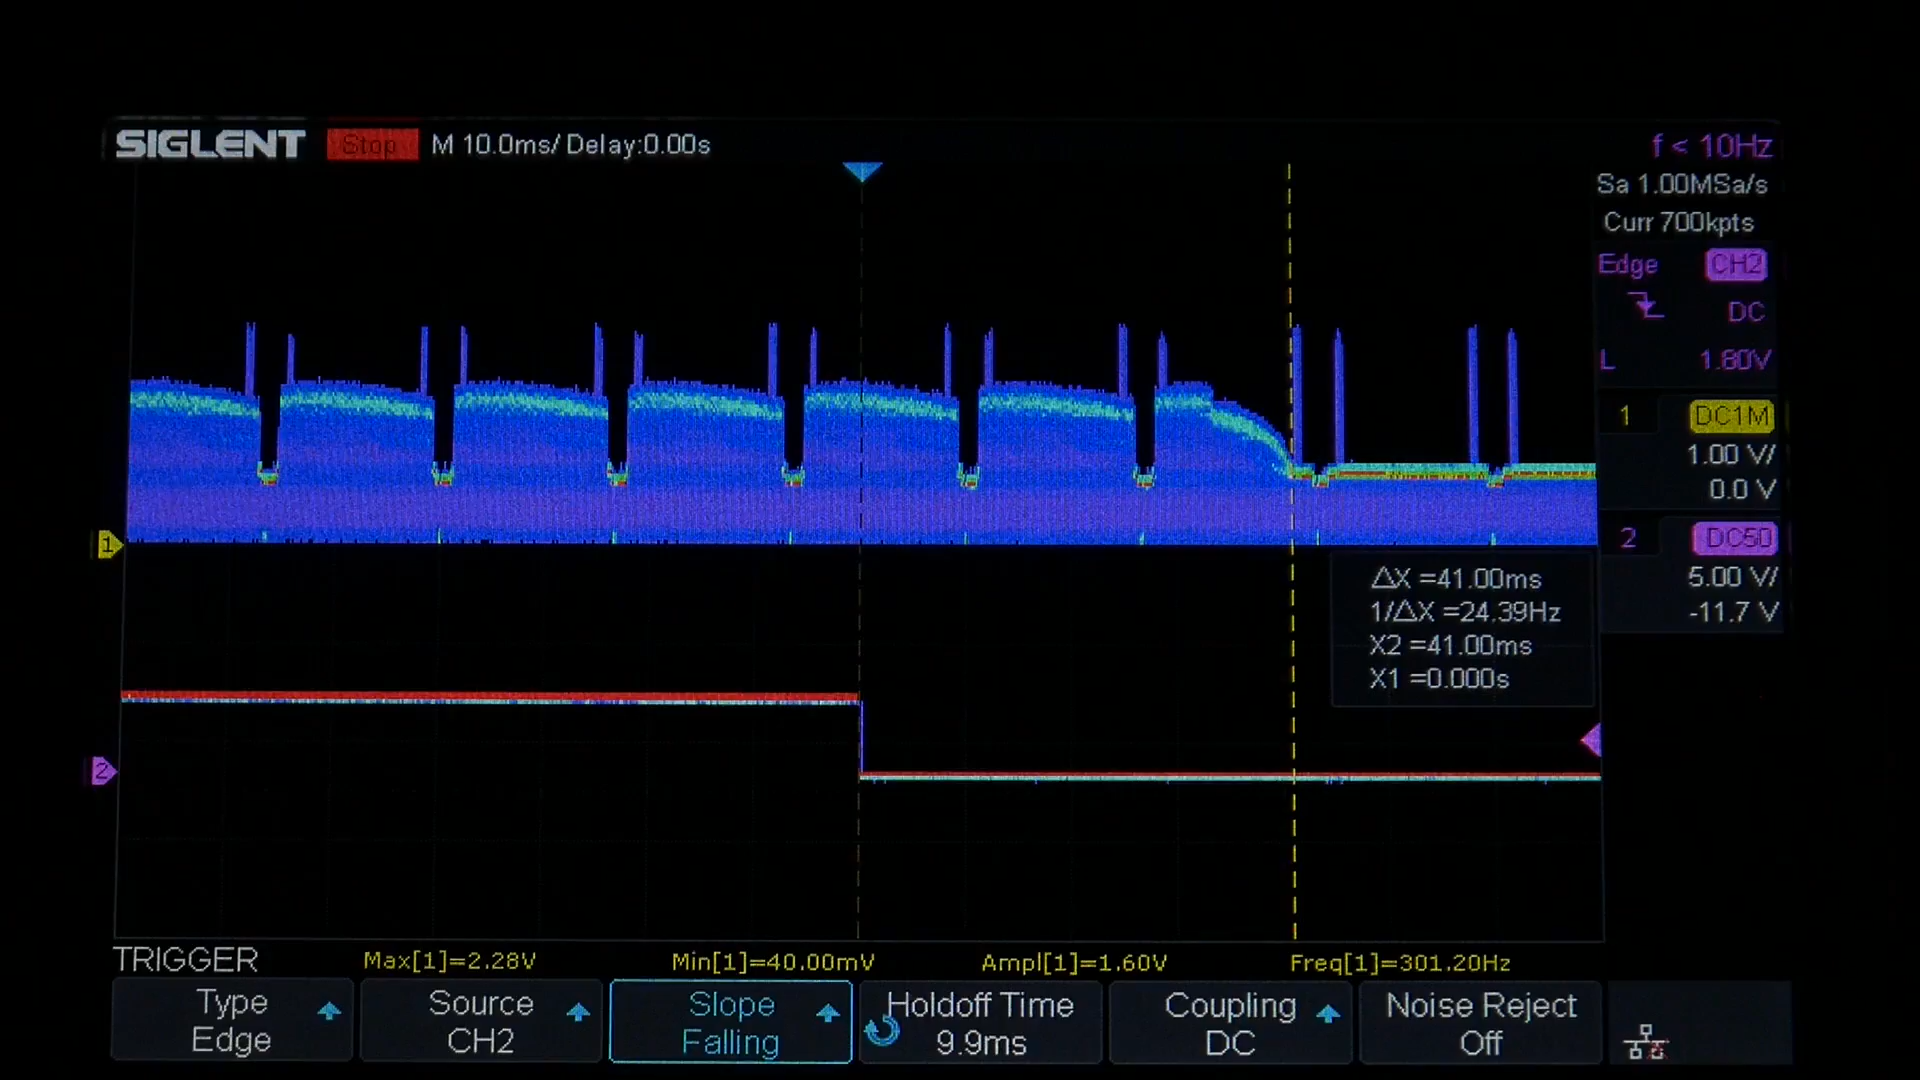 SIGLENT Stop M 10.0ms/ Delay:0.00s f < 10Hz
Sa 1.00MSa/s
Curr 700kpts
Edge CH2
DC
L 1.80V
1 DC1M
1.00 V/
0.0 V
2 DC50
5.00 V/
-11.7 V
1
ΔX =41.00ms
1/ΔX =24.39Hz
X2 =41.00ms
X1 =0.000s
2
TRIGGER Max[1]=2.28V Min[1]=40.00mV Ampl[1]=1.60V Freq[1]=301.20Hz
Type Slope Source Holdoff Time Coupling Noise Reject
Edge CH2 Falling 9.9ms DC Off